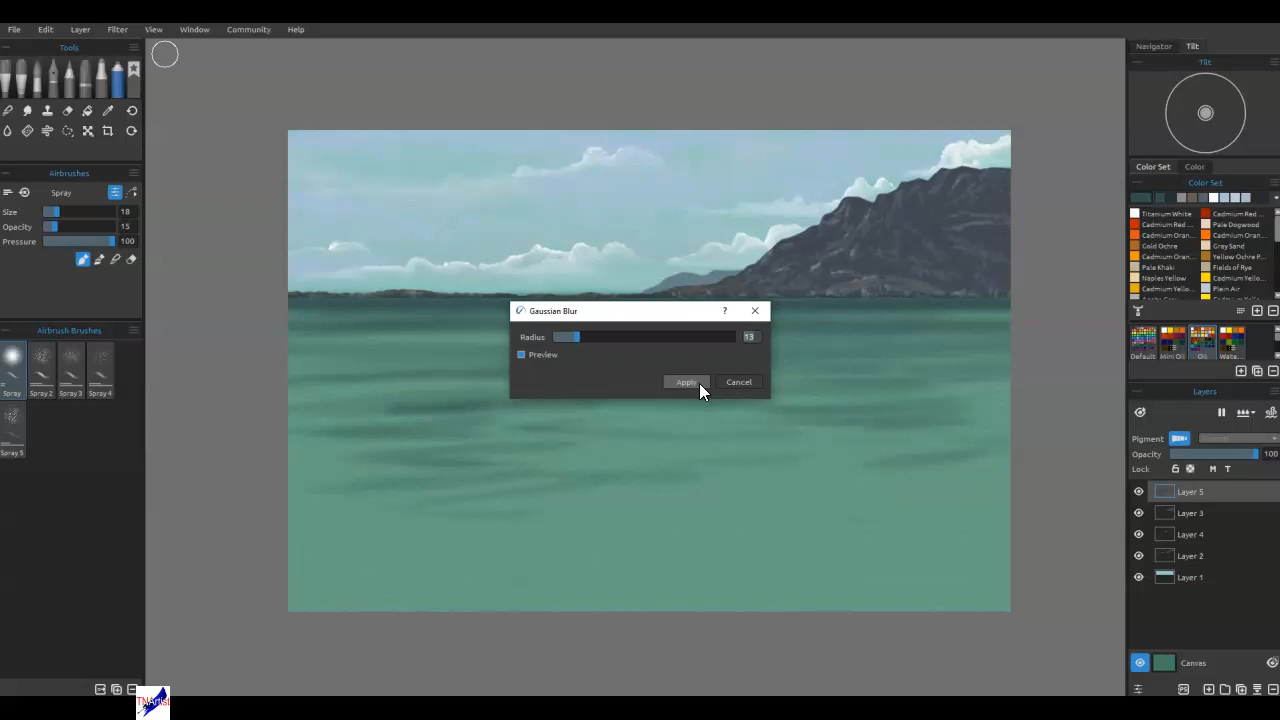 File Edit Layer Filter View Window Community Help
Tools
Airbrushes
Spray
Size 18
Opacity 15
Pressure 100
Airbrush Brushes
Spray Spray 2 Spray 3 Spray 4
Spray 5
Gaussian Blur ?
Radius 13
Preview
Apply Cancel
Navigator Tilt
Tilt
Color Set Color
Color Set
Titanium White Cadmium Red ...
Cadmium Red ... Pale Dogwood
Cadmium Oran... Cadmium Oran...
Gold Ochre Gray Sand
Cadmium Oran... Yellow Ochre P...
Pale Khaki Fields of Rye
Naples Yellow Cadmium Yello...
Cadmium Yello... Plein Air
Default Mini Oil Oil Wate...
Layers
Pigment
Opacity 100
Lock M T
Layer 5
Layer 3
Layer 4
Layer 2
Layer 1
Canvas
PS
TNArtist